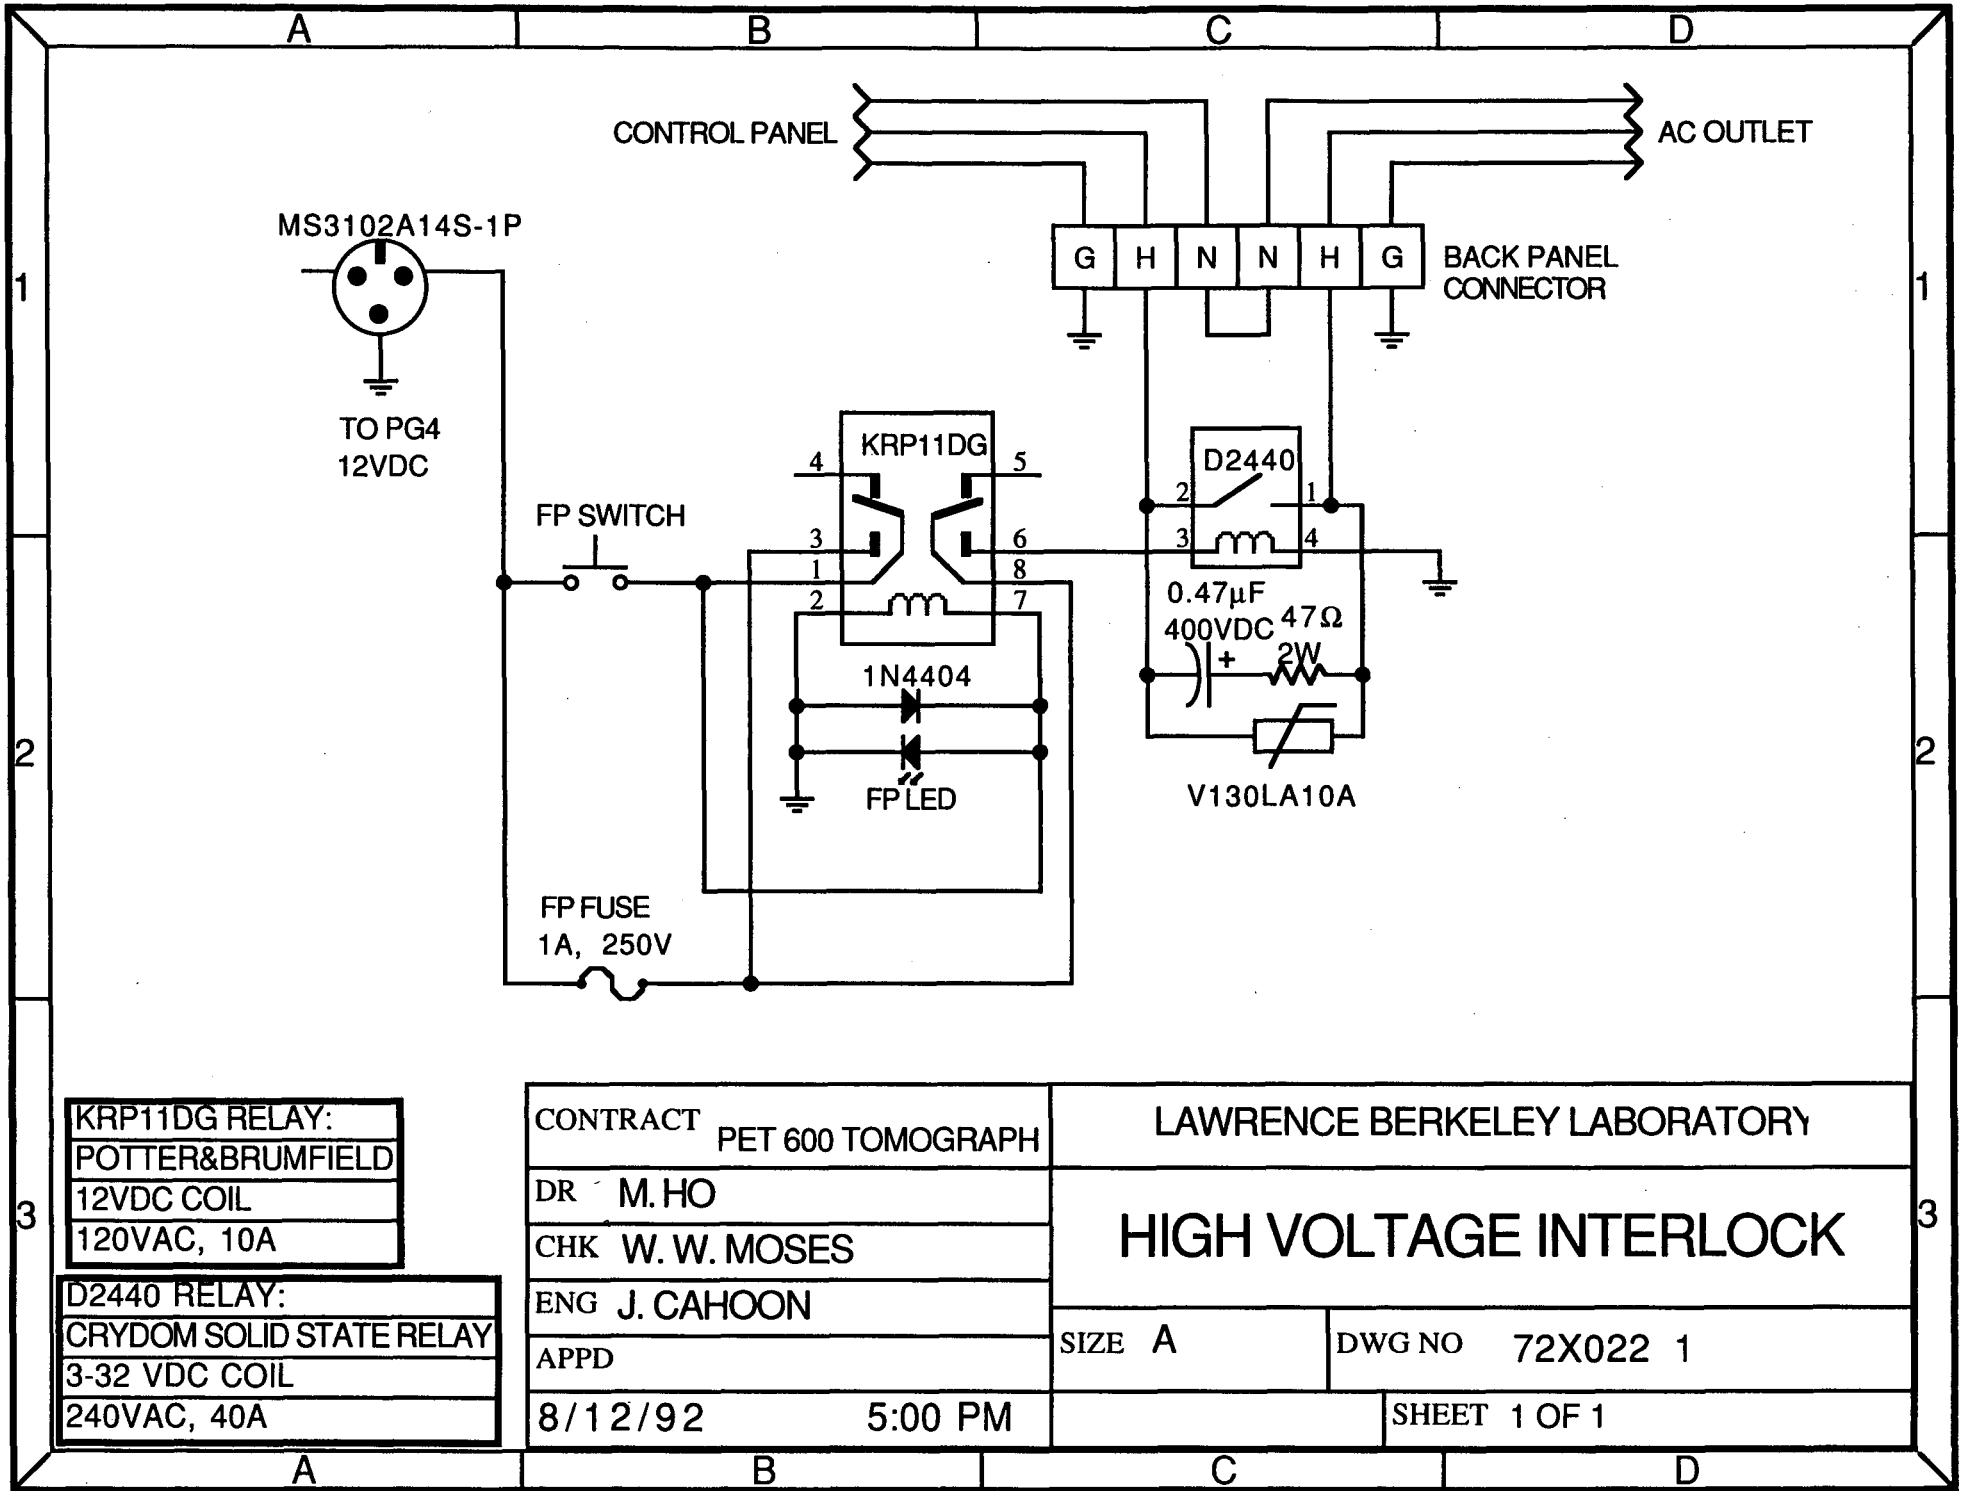 A B C D
CONTROL PANEL
AC OUTLET
MS3102A14S-1P
G H N N H G
BACK PANEL
CONNECTOR
1 1
TO PG4
12VDC
KRP11DG
4 5
D2440
2 1
FP SWITCH
3 6
3 4
1 8
2 7
0.47µF
400VDC
47Ω
2W
+
1N4404
2 2
FP LED
V130LA10A
FP FUSE
1A, 250V
KRP11DG RELAY:
POTTER&BRUMFIELD
12VDC COIL
120VAC, 10A
D2440 RELAY:
CRYDOM SOLID STATE RELAY
3-32 VDC COIL
240VAC, 40A
CONTRACT PET 600 TOMOGRAPH
DR M. HO
CHK W. W. MOSES
ENG J. CAHOON
APPD
8/12/92 5:00 PM
LAWRENCE BERKELEY LABORATORY
HIGH VOLTAGE INTERLOCK
SIZE A
DWG NO 72X022 1
SHEET 1 OF 1
3 3
A B C D